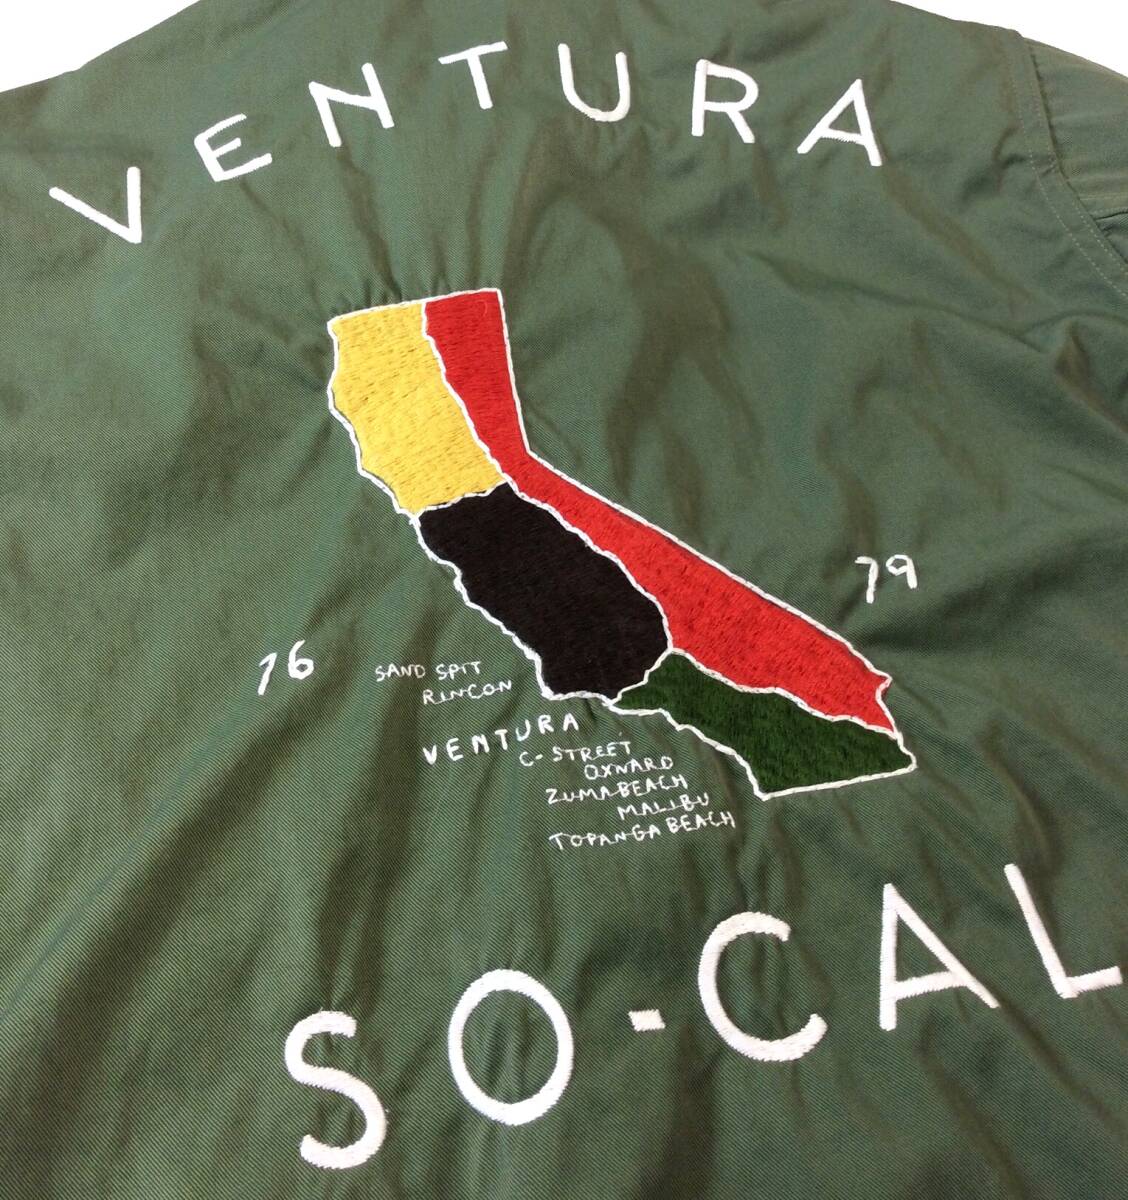 VENTURA
79
76
SAND SPIT
RINCON
VENTURA
C-STREET
OXNARD
ZUMA BEACH
MALIBU
TOPANGA BEACH
SO-CAL